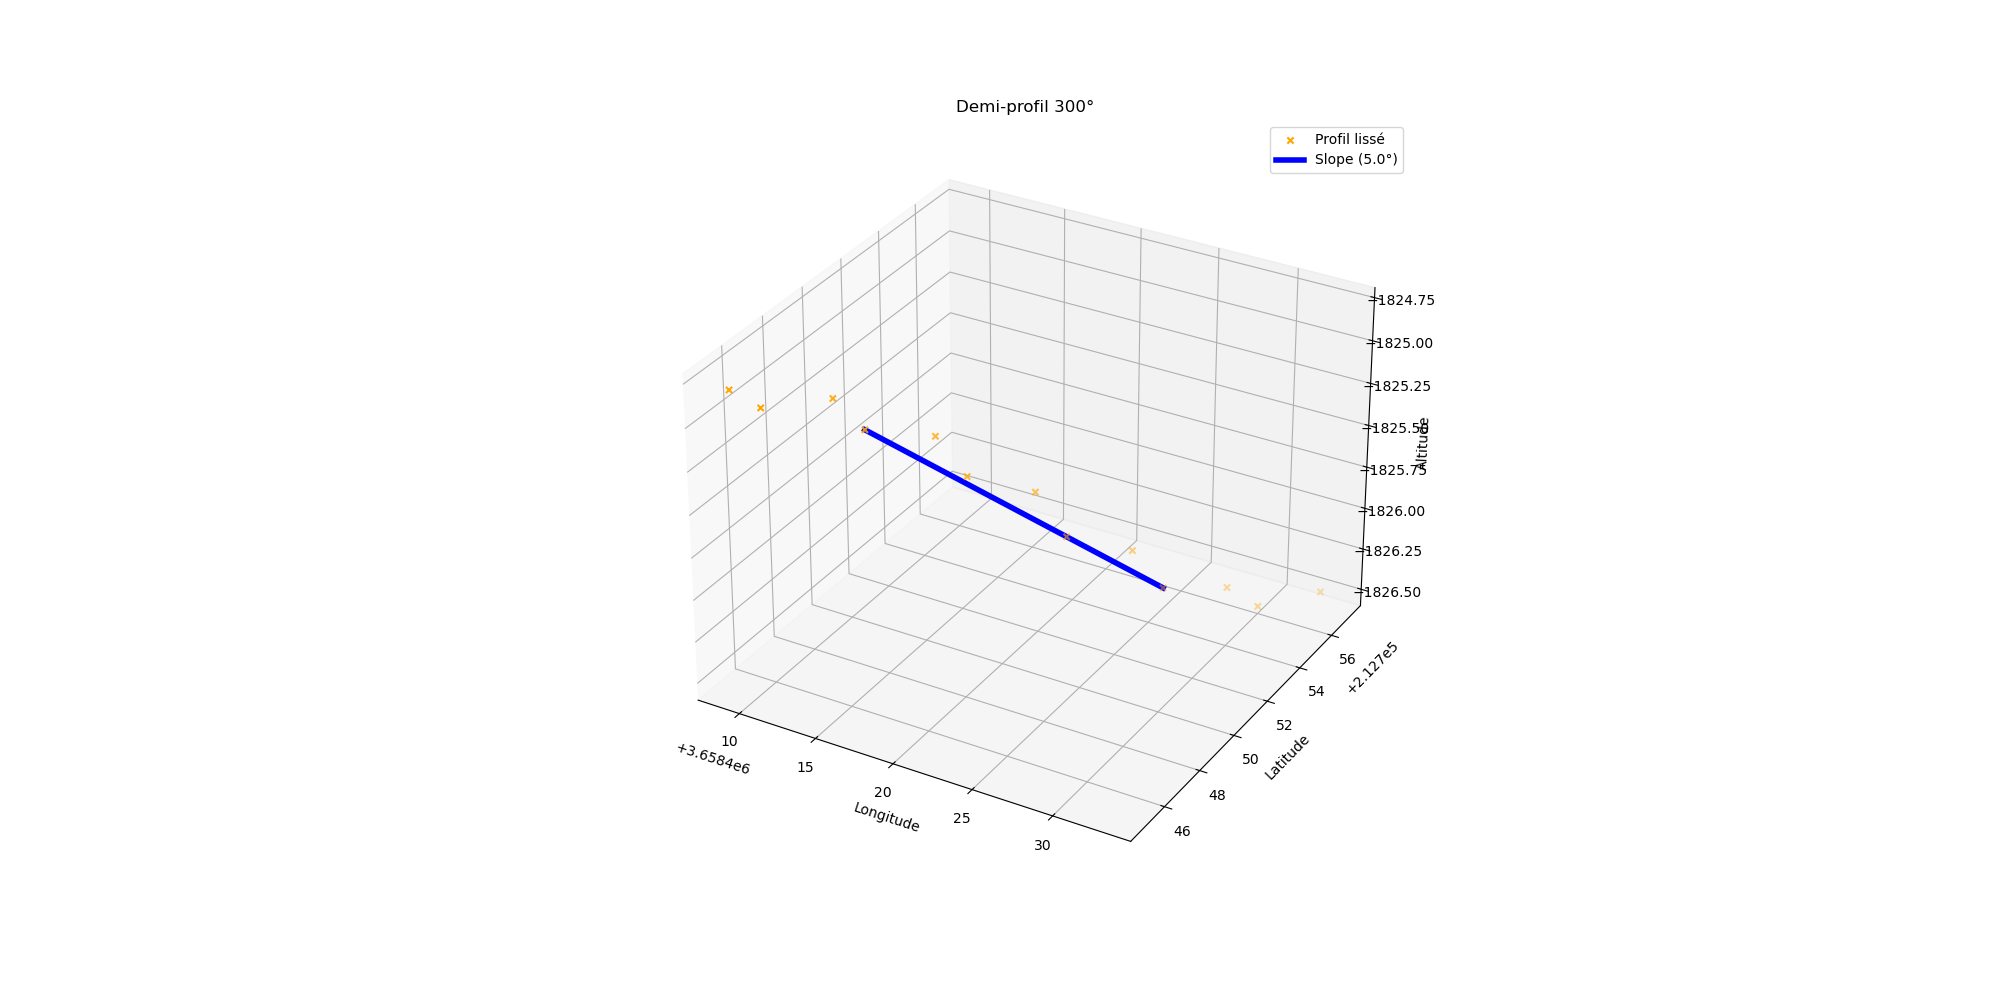 Demi-profil 300°
Profil lissé
Slope (5.0°)
−1824.75
−1825.00
−1825.25
−1825.50
−1825.75
−1826.00
−1826.25
−1826.50
Altitude
56
54
52
50
48
46
+2.127e5
Latitude
10
15
20
25
30
+3.6584e6
Longitude